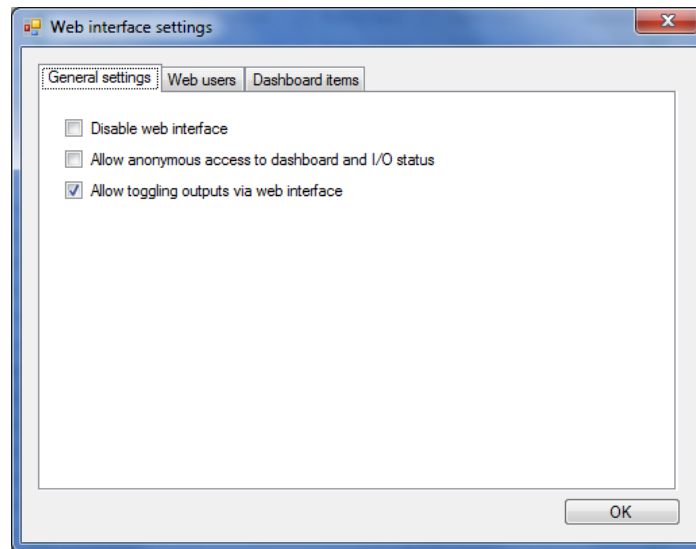 Web interface settings
General settings
Web users
Dashboard items
Disable web interface
Allow anonymous access to dashboard and I/O status
Allow toggling outputs via web interface
OK